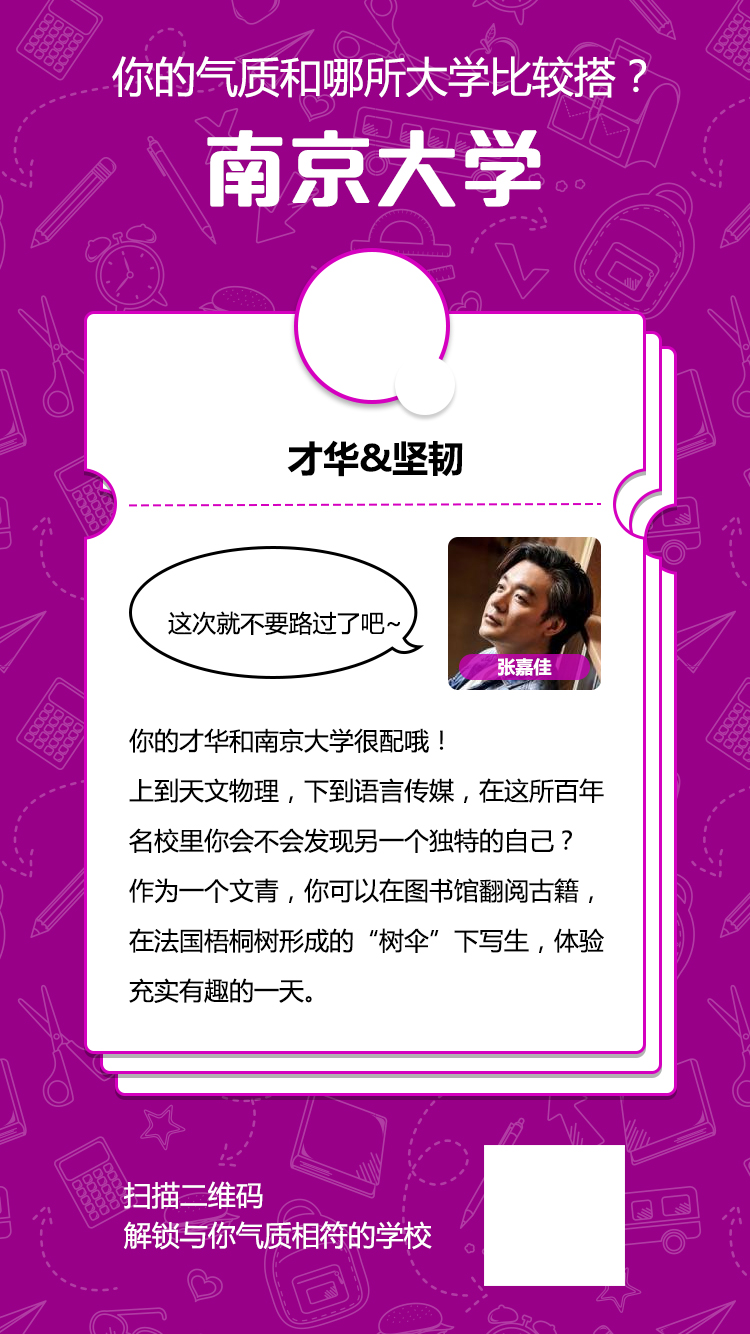 你的气质和哪所大学比较搭？
南京大学
才华&坚韧
这次就不要路过了吧~
张嘉佳
你的才华和南京大学很配哦！
上到天文物理，下到语言传媒，在这所百年
名校里你会不会发现另一个独特的自己？
作为一个文青，你可以在图书馆翻阅古籍，
在法国梧桐树形成的“树伞”下写生，体验
充实有趣的一天。
扫描二维码
解锁与你气质相符的学校